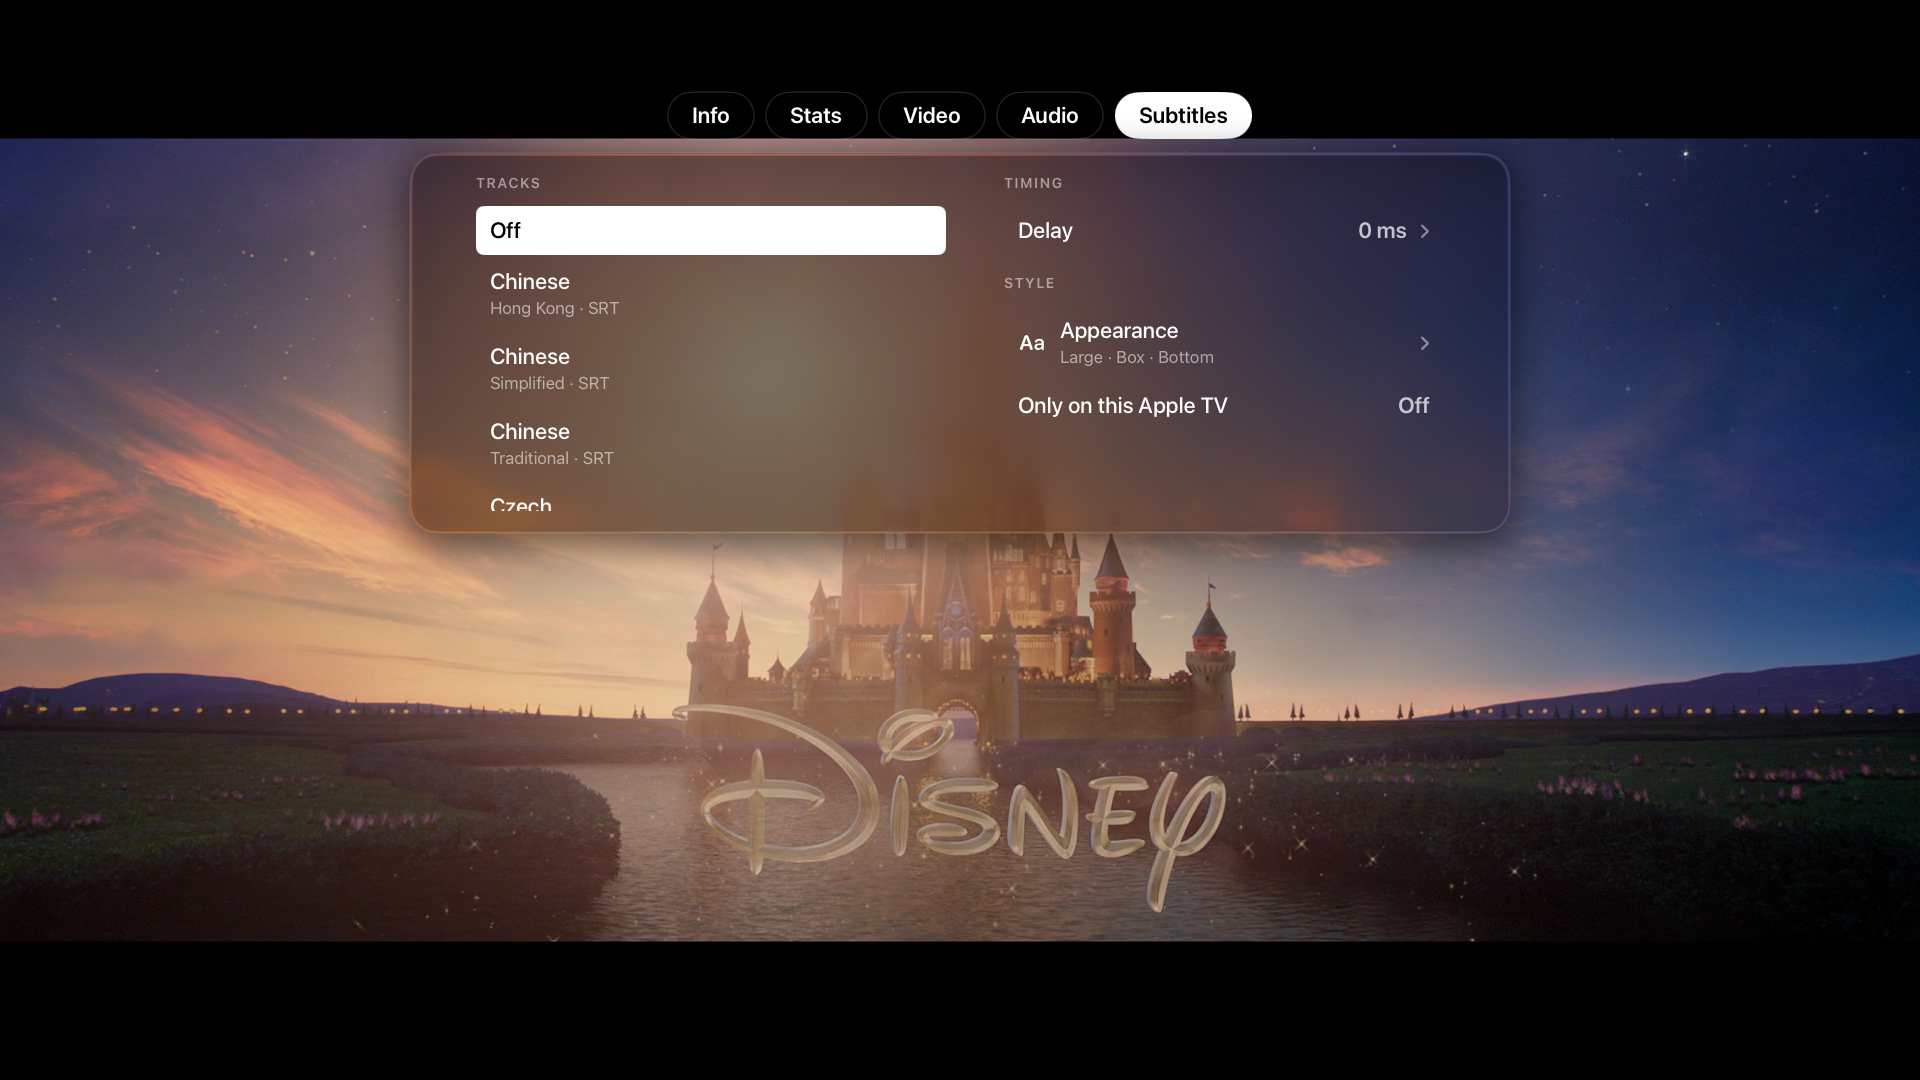 Info
Stats
Video
Audio
Subtitles
TRACKS
Off
Chinese
Hong Kong · SRT
Chinese
Simplified · SRT
Chinese
Traditional · SRT
Czech
TIMING
Delay
0 ms
STYLE
Aa
Appearance
Large · Box · Bottom
Only on this Apple TV
Off
Disney